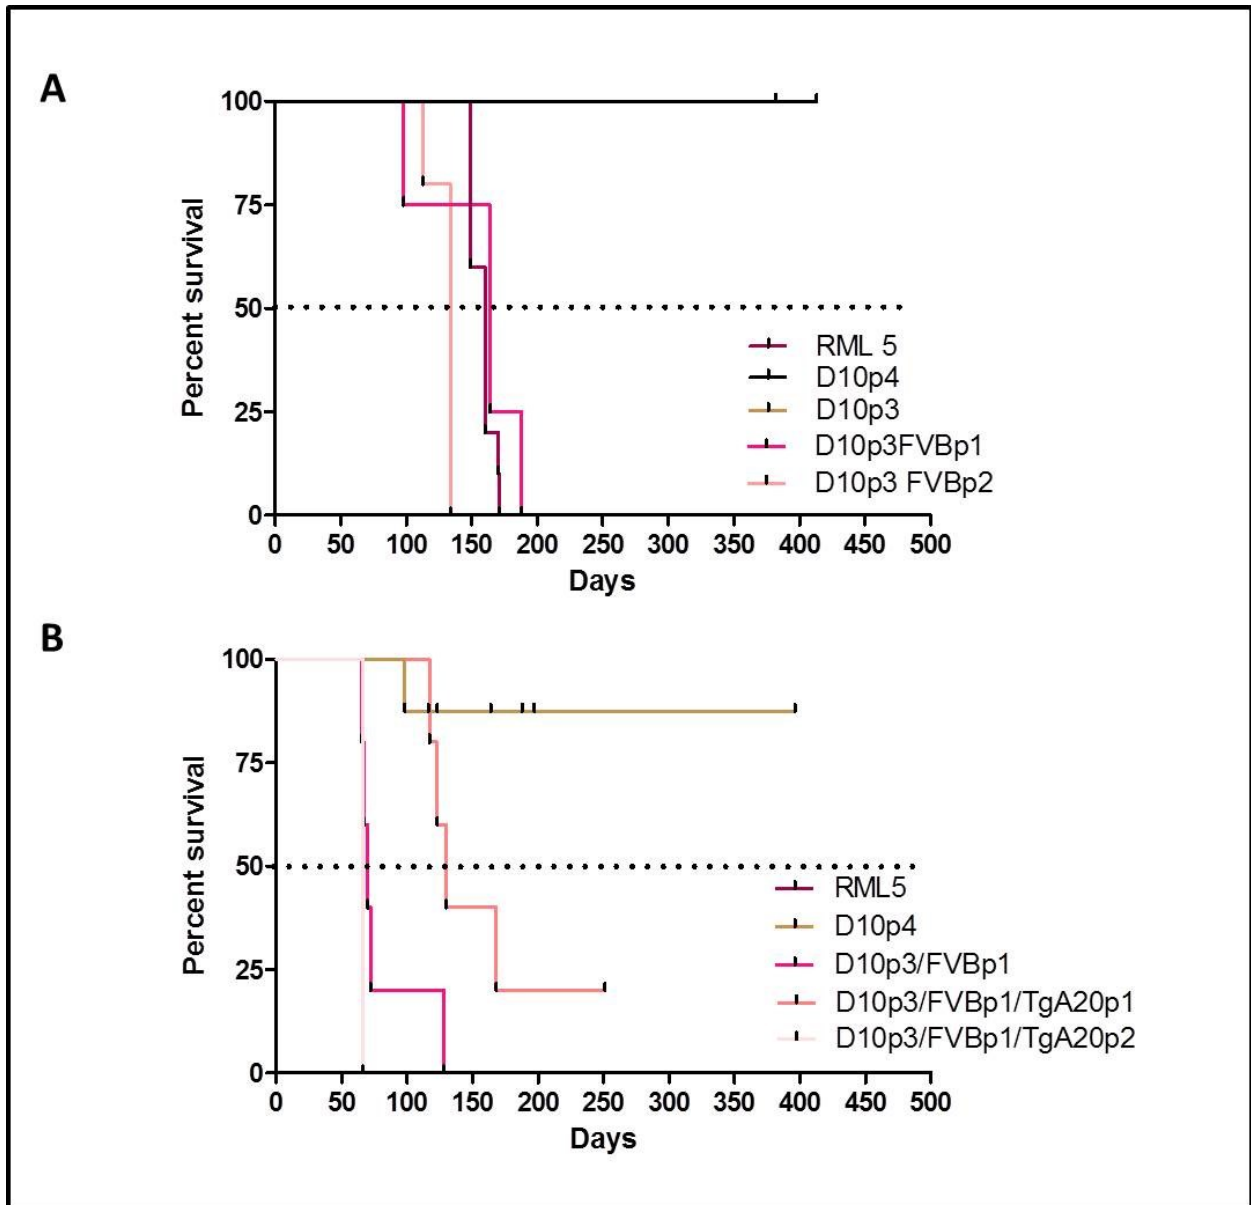 A
100
75
50
25
0
Percent survival
0 50 100 150 200 250 300 350 400 450 500
Days
RML 5
D10p4
D10p3
D10p3FVBp1
D10p3 FVBp2
B
100
75
50
25
0
Percent survival
0 50 100 150 200 250 300 350 400 450 500
Days
RML5
D10p4
D10p3/FVBp1
D10p3/FVBp1/TgA20p1
D10p3/FVBp1/TgA20p2